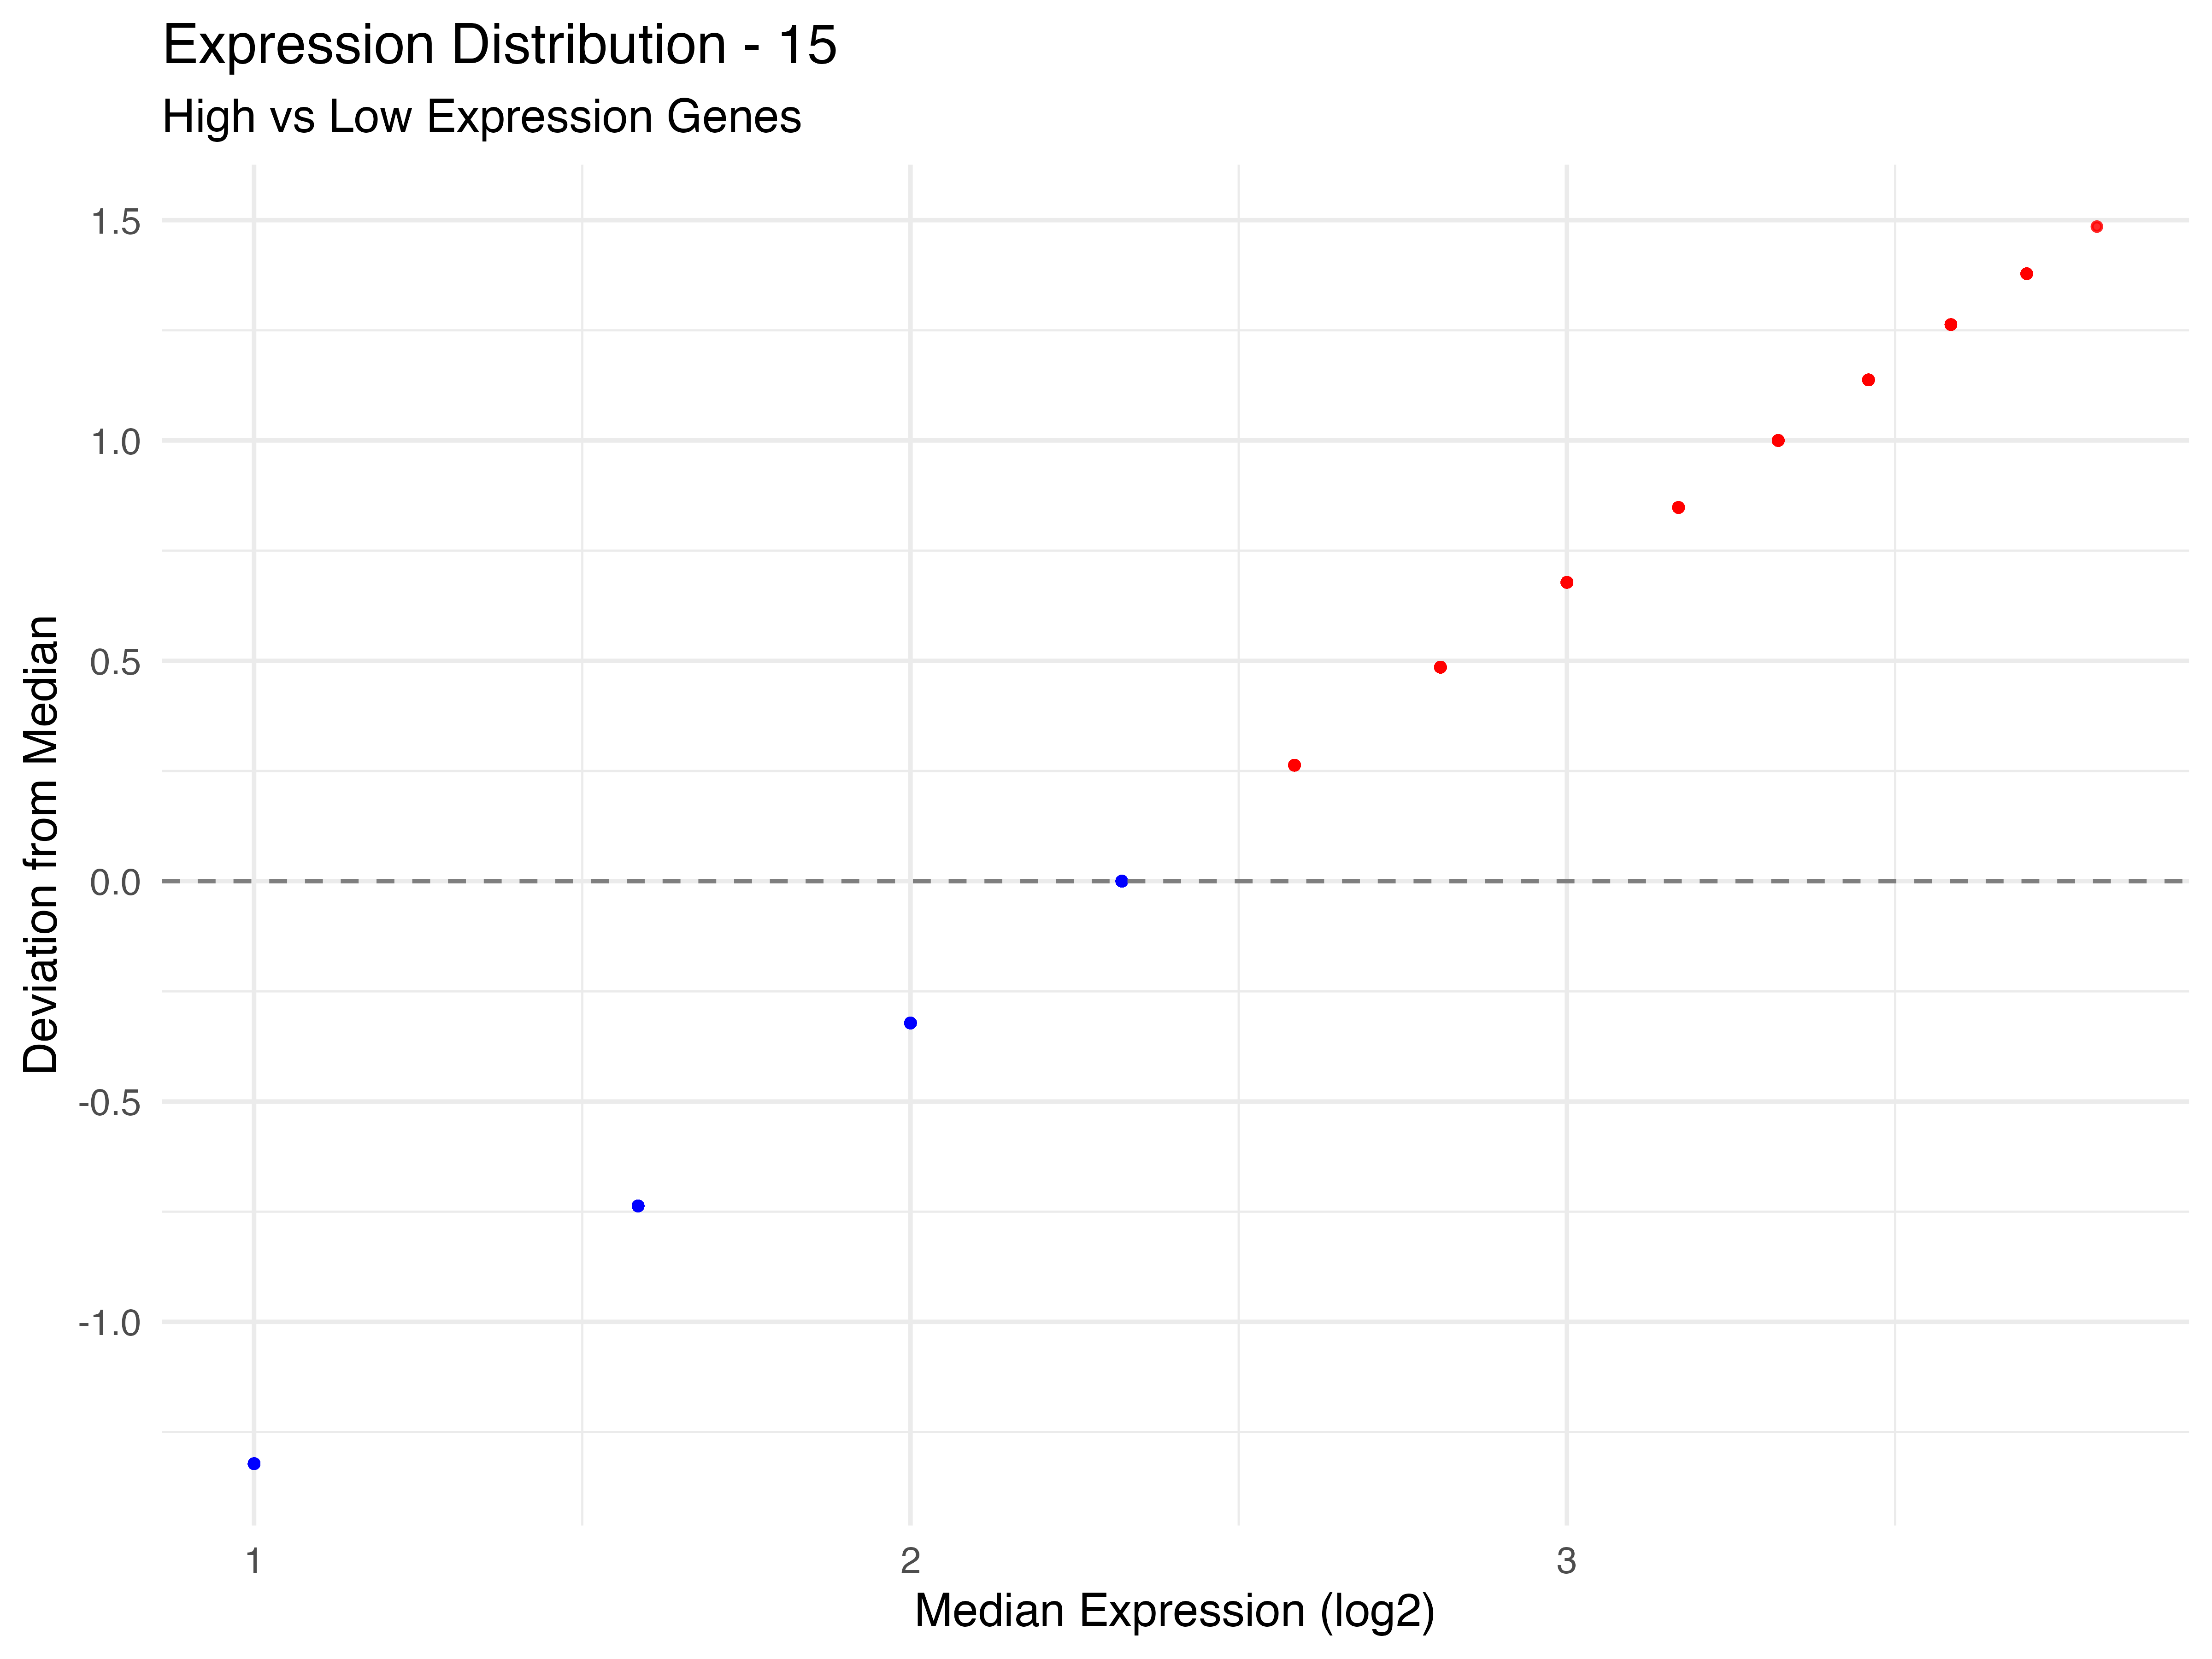 Expression Distribution - 15
High vs Low Expression Genes
1.5
1.0
0.5
0.0
-0.5
-1.0
Deviation from Median
1 2 3
Median Expression (log2)